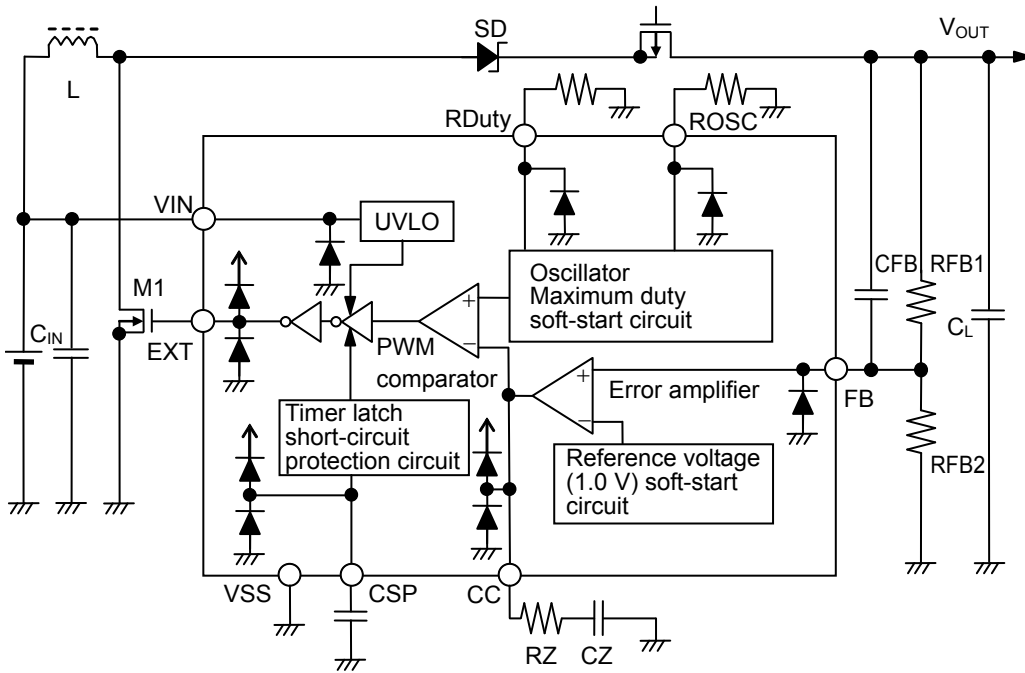 SD
VOUT
L
RDuty
ROSC
VIN
UVLO
M1
CIN
EXT
PWM
comparator
Oscillator
Maximum duty
soft-start circuit
CFB
RFB1
CL
Error amplifier
FB
Timer latch
short-circuit
protection circuit
Reference voltage
(1.0 V) soft-start
circuit
RFB2
VSS
CSP
CC
RZ
CZ
+
−
+
−